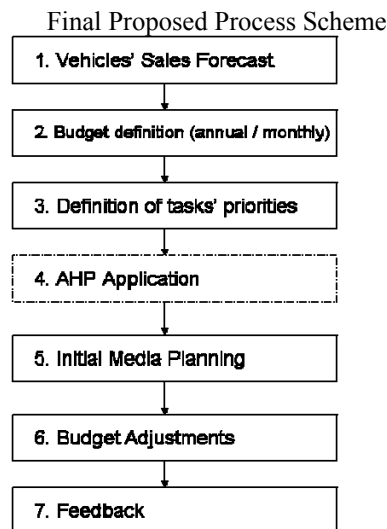 Final Proposed Process Scheme
1. Vehicles' Sales Forecast
2. Budget definition (annual / monthly)
3. Definition of tasks' priorities
4. AHP Application
5. Initial Media Planning
6. Budget Adjustments
7. Feedback